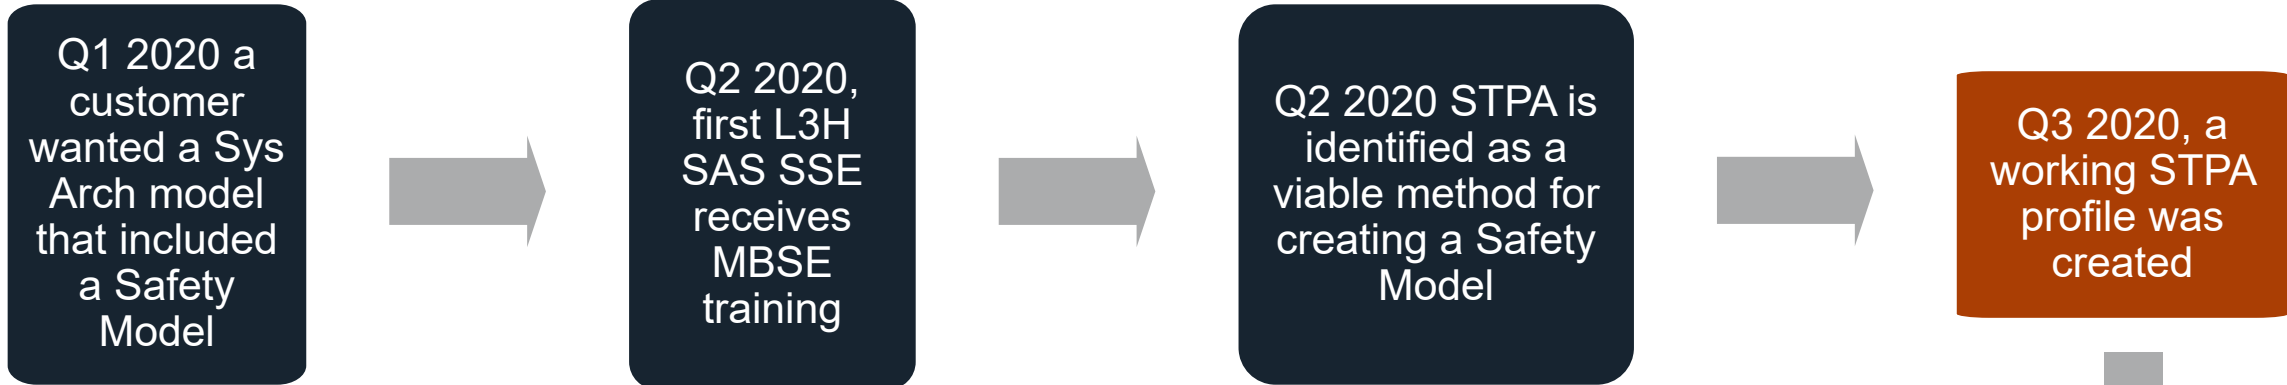 Q1 2020 a
customer
wanted a Sys
Arch model
that included
a Safety
Model
Q2 2020,
first L3H
SAS SSE
receives
MBSE
training
Q2 2020 STPA is
identified as a
viable method for
creating a Safety
Model
Q3 2020, a
working STPA
profile was
created